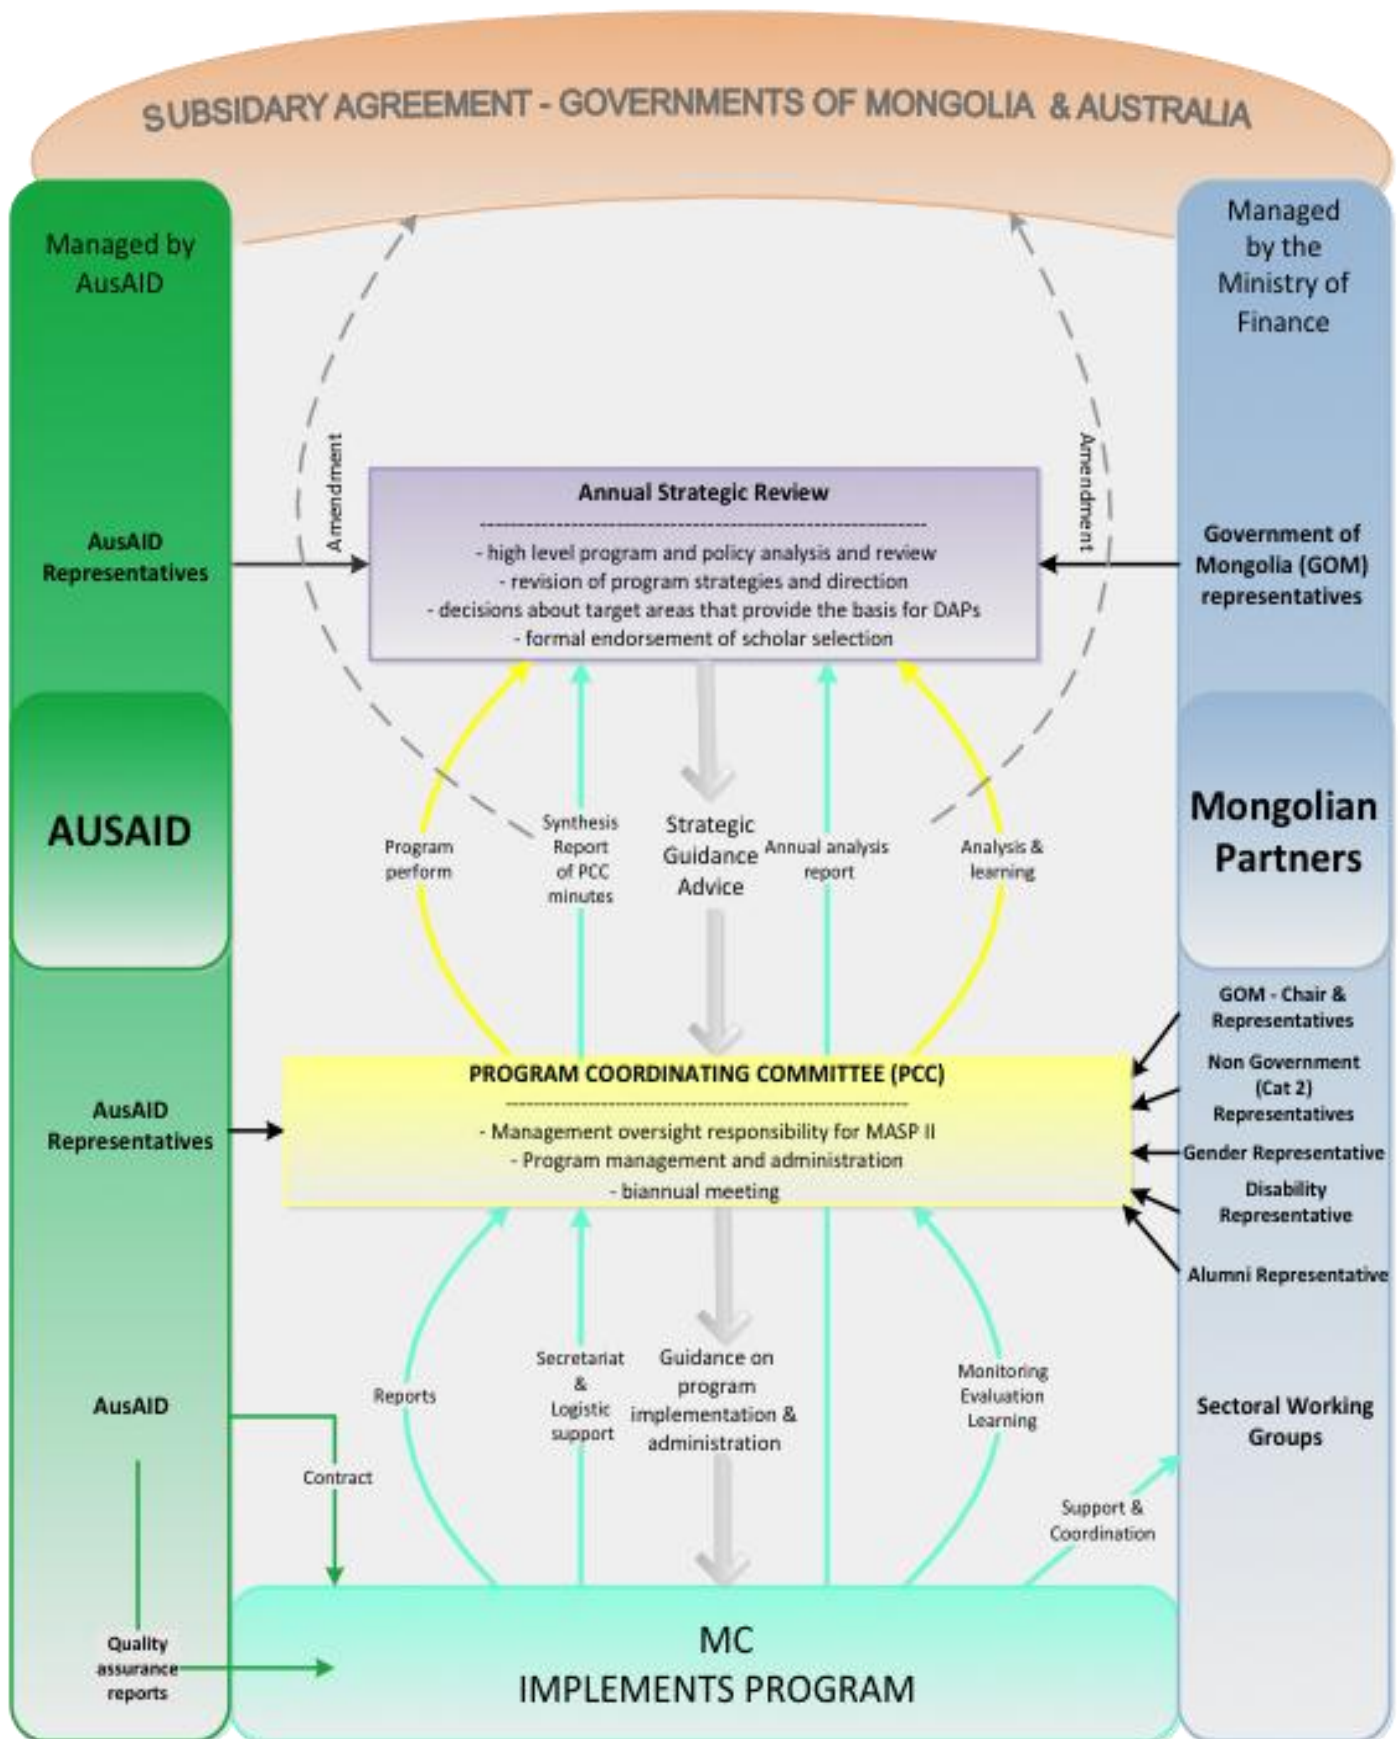 SUBSIDARY AGREEMENT - GOVERNMENTS OF MONGOLIA & AUSTRALIA
Managed by
AusAID
Managed
by the
Ministry of
Finance
Amendment
Amendment
Annual Strategic Review
- high level program and policy analysis and review
- revision of program strategies and direction
- decisions about target areas that provide the basis for DAPs
- formal endorsement of scholar selection
AusAID
Representatives
Government of
Mongolia (GOM)
representatives
AUSAID
Mongolian
Partners
Program
perform
Synthesis
Report
of PCC
minutes
Strategic
Guidance
Advice
Annual analysis
report
Analysis &
learning
GOM - Chair &
Representatives
Non Government
(Cat 2)
Representatives
Gender Representative
Disability
Representative
Alumni Representative
AusAID
Representatives
PROGRAM COORDINATING COMMITTEE (PCC)
- Management oversight responsibility for MASP II
- Program management and administration
- biannual meeting
Reports
Secretariat
&
Logistic
support
Guidance on
program
implementation &
administration
Monitoring
Evaluation
Learning
AusAID
Sectoral Working
Groups
Contract
Support &
Coordination
Quality
assurance
reports
MC
IMPLEMENTS PROGRAM